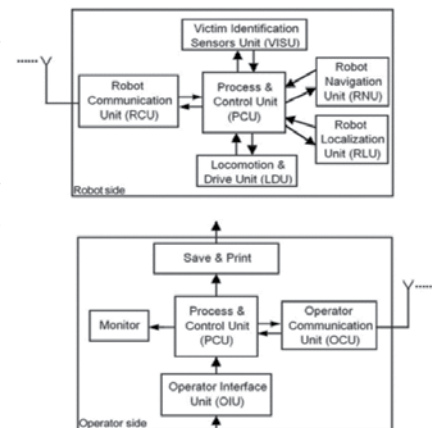 Victim Identification
Sensors Unit (VISU)
Robot
Communication
Unit (RCU)
Process &
Control Unit
(PCU)
Robot
Navigation
Unit (RNU)
Robot
Localization
Unit (RLU)
Locomotion &
Drive Unit (LDU)
Robot side
Save & Print
Monitor
Process &
Control Unit
(PCU)
Operator
Communication
Unit (OCU)
Operator Interface
Unit (OIU)
Operator side